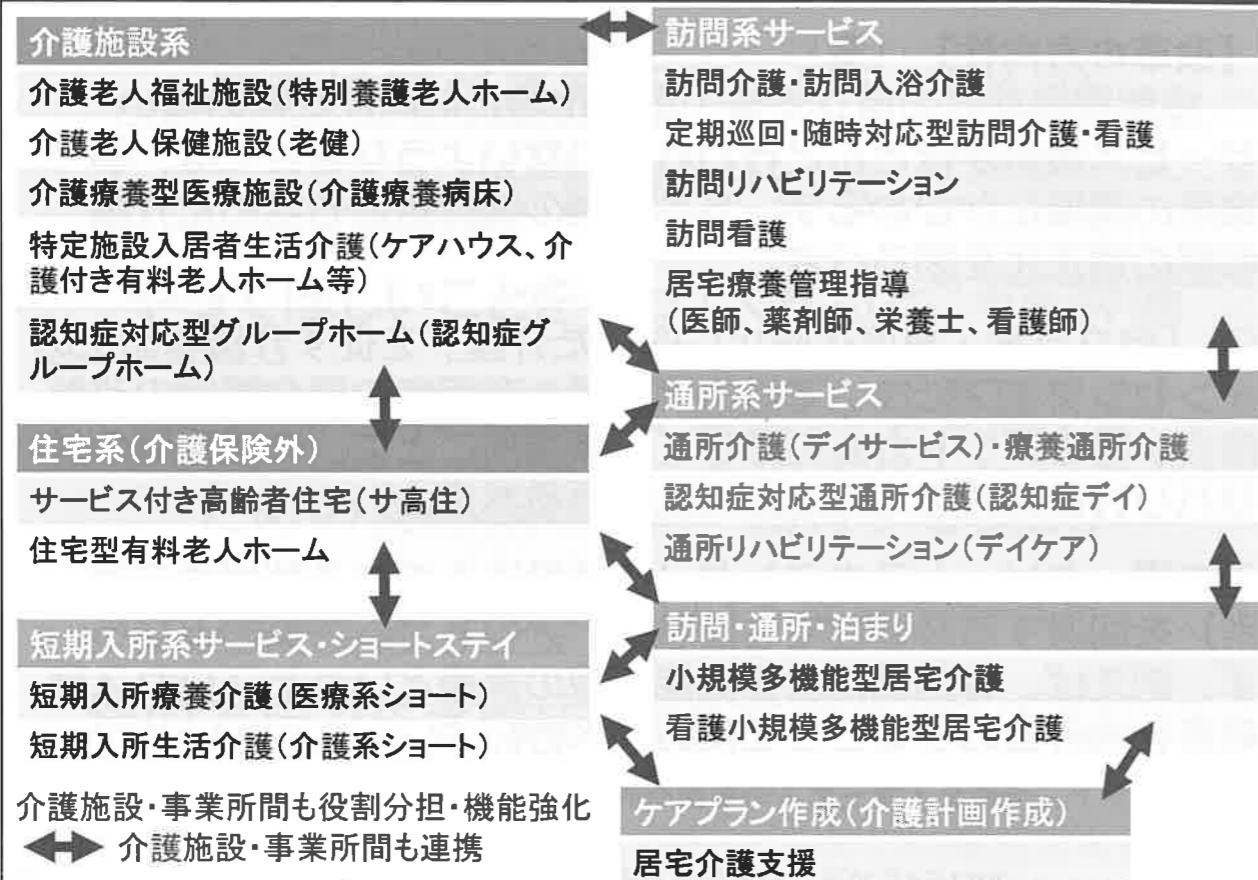 介護施設系
介護老人福祉施設(特別養護老人ホーム)
介護老人保健施設(老健)
介護療養型医療施設(介護療養病床)
特定施設入居者生活介護(ケアハウス、介
護付き有料老人ホーム等)
認知症対応型グループホーム(認知症グ
ループホーム)
住宅系(介護保険外)
サービス付き高齢者住宅(サ高住)
住宅型有料老人ホーム
短期入所系サービス・ショートステイ
短期入所療養介護(医療系ショート)
短期入所生活介護(介護系ショート)
介護施設・事業所間も役割分担・機能強化
介護施設・事業所間も連携
訪問系サービス
訪問介護・訪問入浴介護
定期巡回・随時対応型訪問介護・看護
訪問リハビリテーション
訪問看護
居宅療養管理指導
(医師、薬剤師、栄養士、看護師)
通所系サービス
通所介護(デイサービス)・療養通所介護
認知症対応型通所介護(認知症デイ)
通所リハビリテーション(デイケア)
訪問・通所・泊まり
小規模多機能型居宅介護
看護小規模多機能型居宅介護
ケアプラン作成(介護計画作成)
居宅介護支援